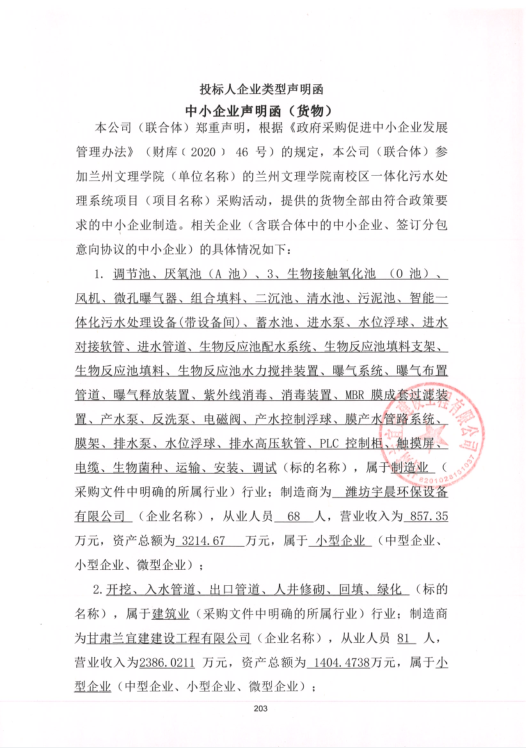 投标人企业类型声明函
中小企业声明函（货物）
本公司（联合体）郑重声明，根据《政府采购促进中小企业发展
管理办法》（财库﹝2020﹞46 号）的规定，本公司（联合体）参
加兰州文理学院（单位名称）的兰州文理学院南校区一体化污水处
理系统项目（项目名称）采购活动，提供的货物全部由符合政策要
求的中小企业制造。相关企业（含联合体中的中小企业、签订分包
意向协议的中小企业）的具体情况如下：
1. 调节池、厌氧池（A 池）、3、生物接触氧化池 （O 池）、
风机、微孔曝气器、组合填料、二沉池、清水池、污泥池、智能一
体化污水处理设备(带设备间)、蓄水池、进水泵、水位浮球、进水
对接软管、进水管道、生物反应池配水系统、生物反应池填料支架、
生物反应池填料、生物反应池水力搅拌装置、曝气系统、曝气布置
管道、曝气释放装置、紫外线消毒、消毒装置、MBR 膜成套过滤装
置、产水泵、反洗泵、电磁阀、产水控制浮球、膜产水管路系统、
膜架、排水泵、水位浮球、排水高压软管、PLC 控制柜、触摸屏、
电缆、生物菌种、运输、安装、调试（标的名称），属于制造业 （
采购文件中明确的所属行业）行业；制造商为 潍坊宇晨环保设备
有限公司 （企业名称），从业人员 68 人，营业收入为 857.35
万元，资产总额为 3214.67 万元，属于 小型企业 （中型企业、
小型企业、微型企业）；
2.开挖、入水管道、出口管道、人井修砌、回填、绿化 （标的
名称），属于建筑业（采购文件中明确的所属行业）行业；制造商
为甘肃兰宜建建设工程有限公司（企业名称），从业人员 81 人，
营业收入为2386.0211 万元，资产总额为 1404.4738万元，属于小
型企业（中型企业、小型企业、微型企业）；
203